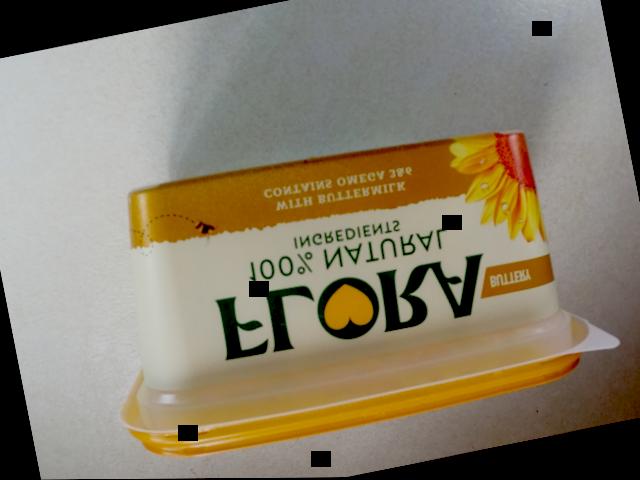 FLORA
BUTTERY
100% NATURAL
INGREDIENTS
WITH BUTTERMILK
CONTAINS OMEGA 3&6